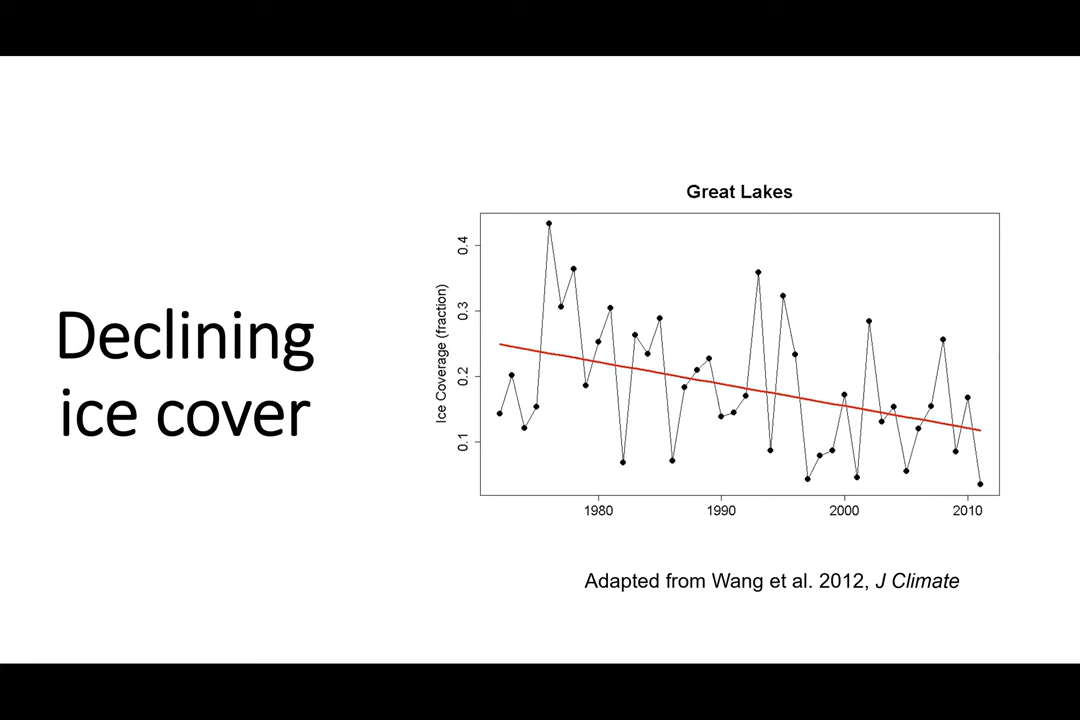 Declining
ice cover
Great Lakes
Ice Coverage (fraction)
0.4
0.3
0.2
0.1
1980 1990 2000 2010
Adapted from Wang et al. 2012, J Climate